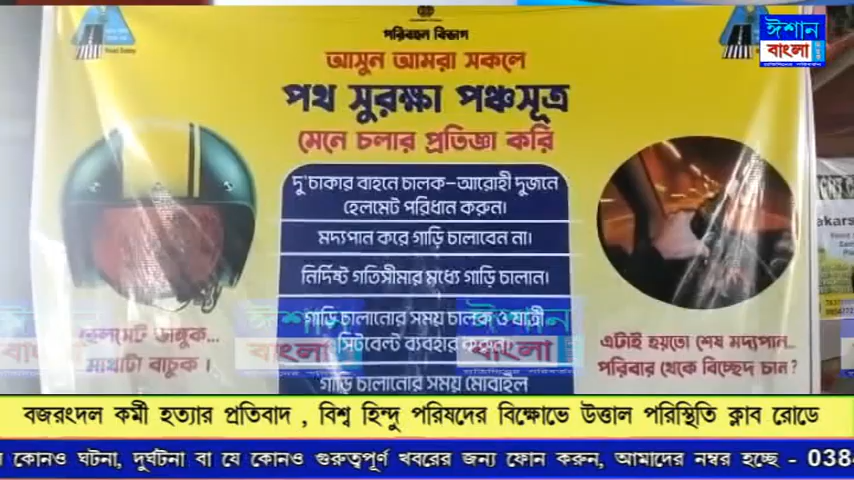 পরিবহন বিভাগ
আসুন আমরা সকলে
পথ সুরক্ষা পঞ্চসূত্র
মেনে চলার প্রতিজ্ঞা করি
দু'চাকার বাহনে চালক-আরোহী দুজনে
হেলমেট পরিধান করুন।
মদ্যপান করে গাড়ি চালাবেন না।
নির্দিষ্ট গতিসীমার মধ্যে গাড়ি চালান।
গাড়ি চালানোর সময় চালক ও যাত্রী
সিটবেল্ট ব্যবহার করুন।
গাড়ি চালানোর সময় মোবাইল
হেলমেট ভাঙ্গুক...
মাথাটা বাচুক ।
এটাই হয়তো শেষ মদ্যপান...
পরিবার থেকে বিচ্ছেদ চান?
ঈশান
বাংলা
ঈশান
বাংলা
ঈশান
বাংলা
বজরংদল কর্মী হত্যার প্রতিবাদ , বিশ্ব হিন্দু পরিষদের বিক্ষোভে উত্তাল পরিস্থিতি ক্লাব রোডে
কোনও ঘটনা, দুর্ঘটনা বা যে কোনও গুরুত্বপূর্ণ খবরের জন্য ফোন করুন, আমাদের নম্বর হচ্ছে - 038